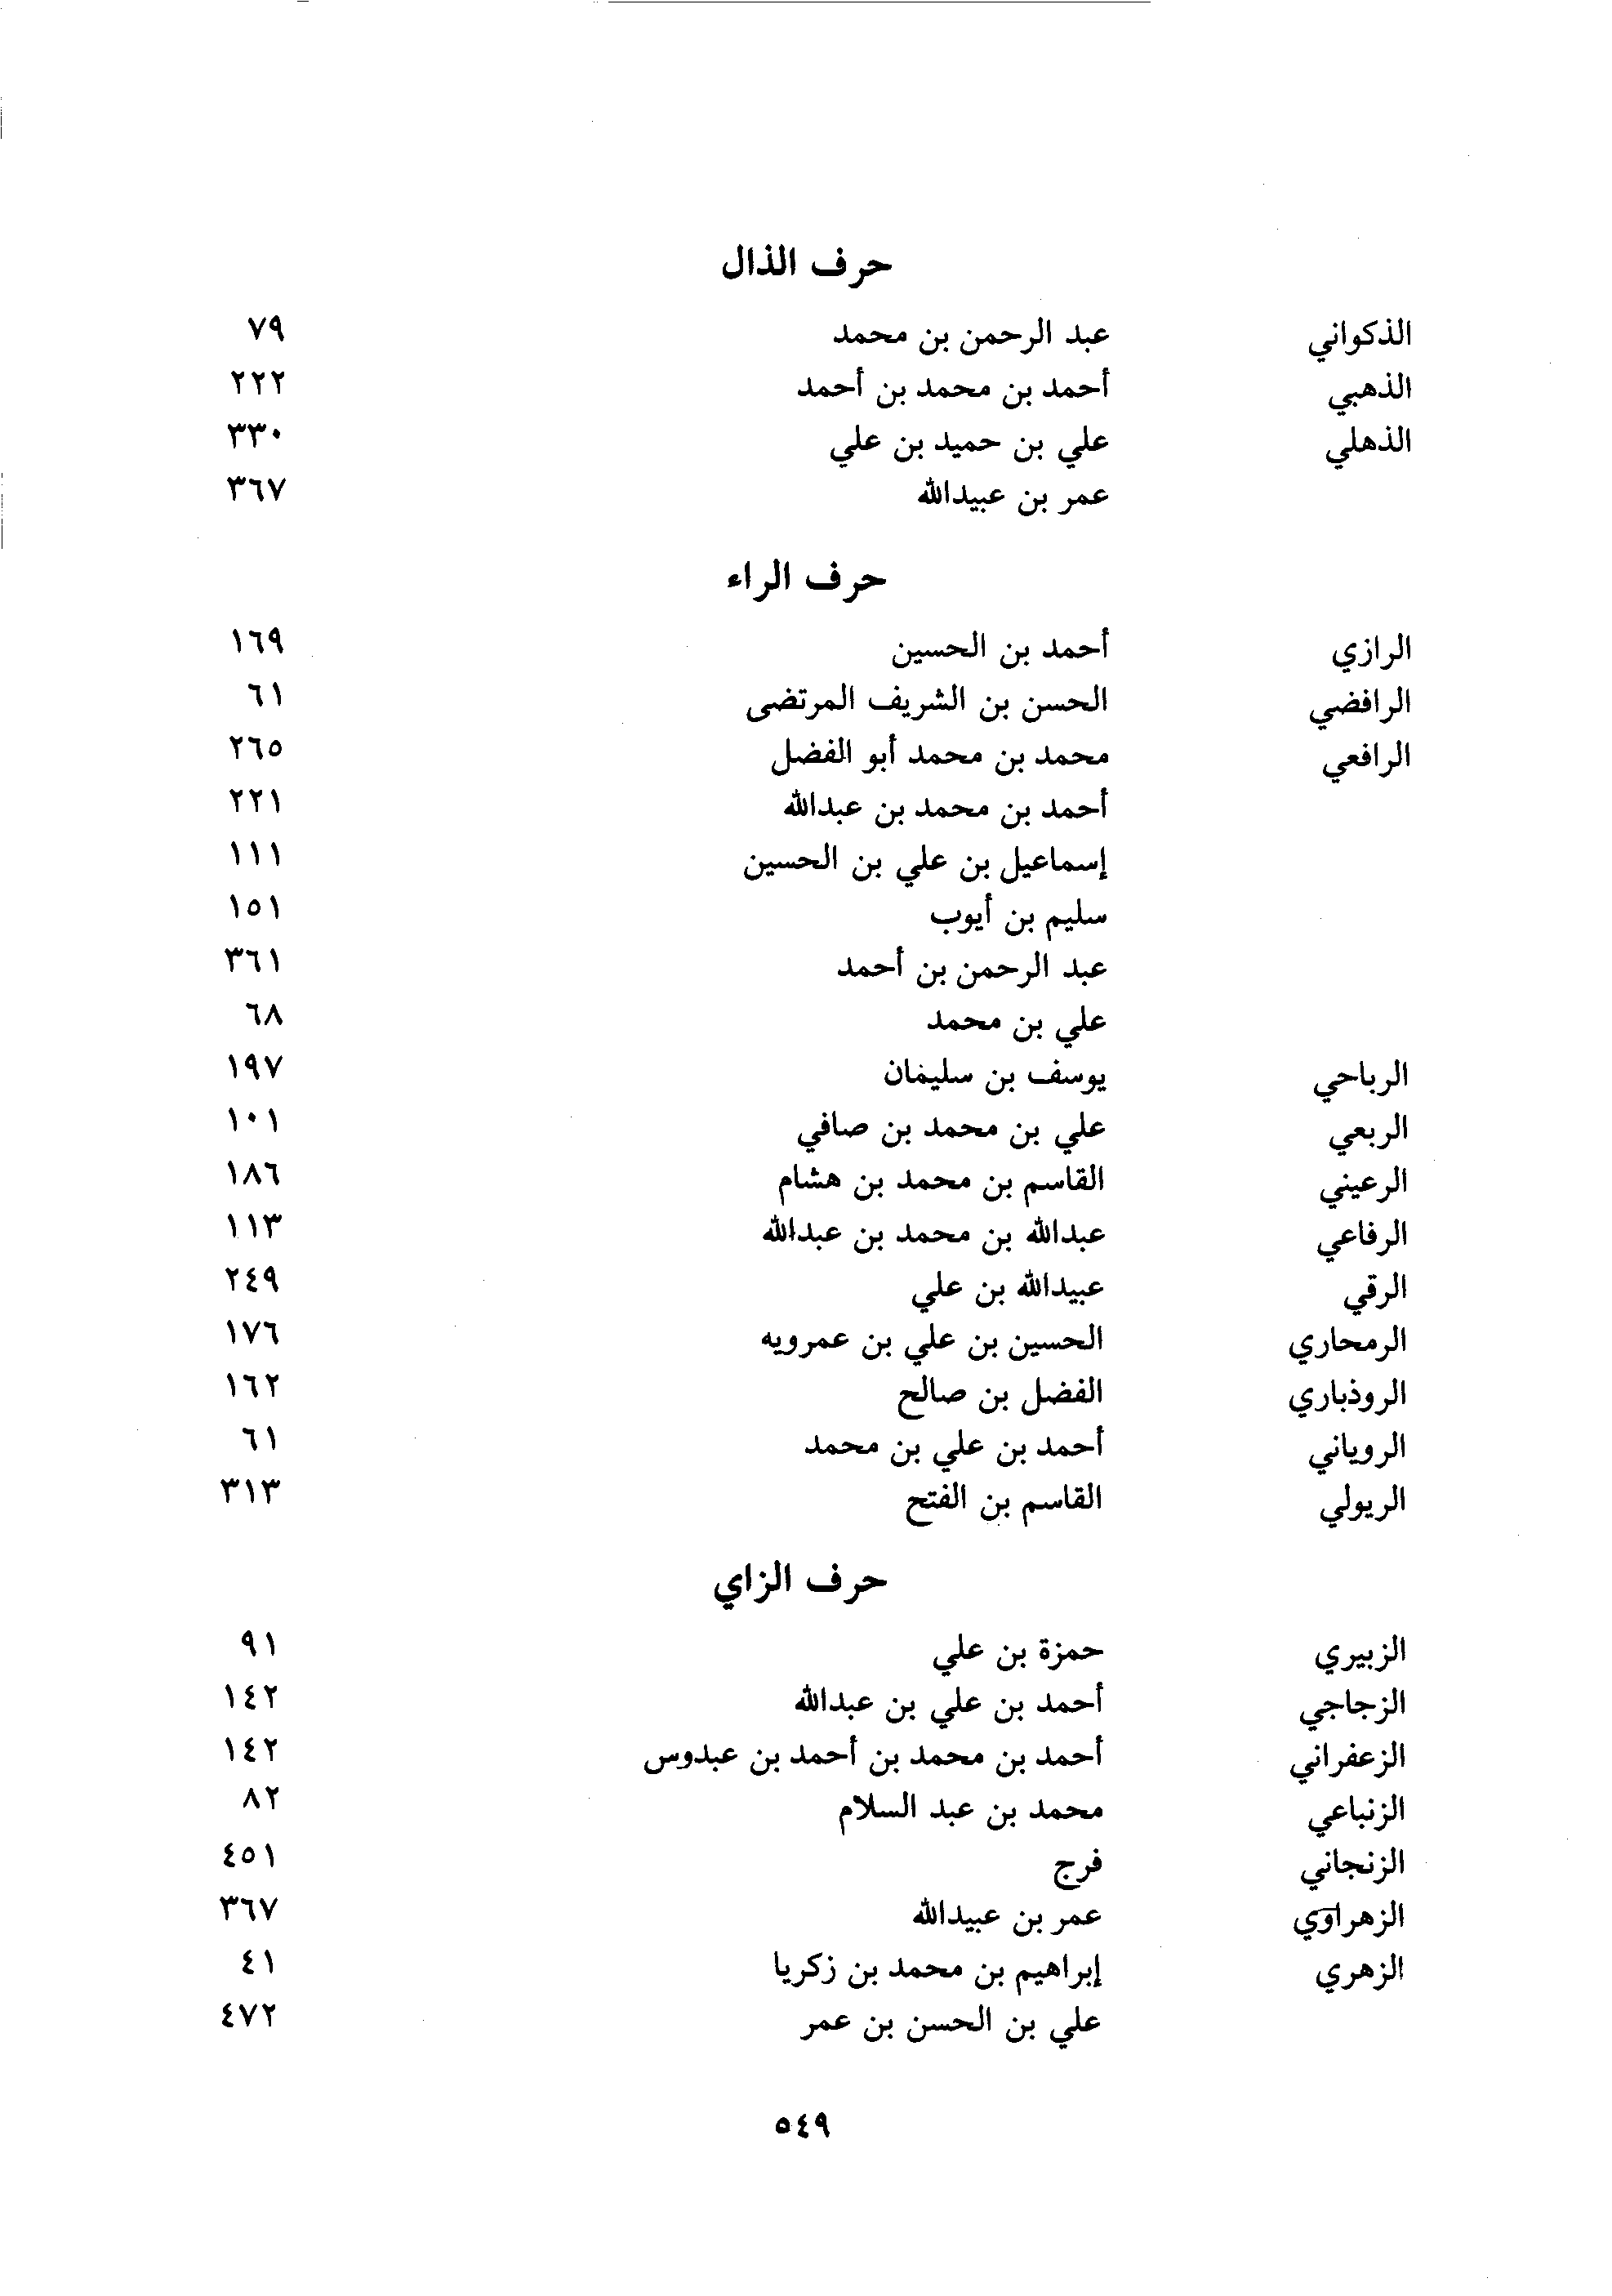 حرف الذال
الذكواني عبد الرحمن بن محمد ٧٩
الذهبي أحمد بن محمد بن أحمد ٢٢٢
الذهلي علي بن حميد بن علي ٣٣٠
عمر بن عبيدالله ٣٦٧
حرف الراء
الرازي أحمد بن الحسين ١٦٩
الرافضي الحسن بن الشريف المرتضى ٦١
الرافعي محمد بن محمد أبو الفضل ٢٦٥
أحمد بن محمد بن عبدالله ٢٢١
إسماعيل بن علي بن الحسين ١١١
سليم بن أيوب ١٥١
عبد الرحمن بن أحمد ٣٦١
علي بن محمد ٦٨
الرباحي يوسف بن سليمان ١٩٧
الربعي علي بن محمد بن صافي ١٠١
الرعيني القاسم بن محمد بن هشام ١٨٦
الرفاعي عبدالله بن محمد بن عبدالله ١١٣
الرقي عبيدالله بن علي ٢٤٩
الرمحاري الحسين بن علي بن عمرويه ١٧٦
الروذباري الفضل بن صالح ١٦٢
الروياني أحمد بن علي بن محمد ٦١
الريولي القاسم بن الفتح ٣١٣
حرف الزاي
الزبيري حمزة بن علي ٩١
الزجاجي أحمد بن علي بن عبدالله ١٤٢
الزعفراني أحمد بن محمد بن أحمد بن عبدوس ١٤٢
الزنباعي محمد بن عبد السلام ٨٢
الزنجاني فرج ٤٥١
الزهراوي عمر بن عبيدالله ٣٦٧
الزهري إبراهيم بن محمد بن زكريا ٤١
علي بن الحسن بن عمر ٤٧٢
٥٤٩